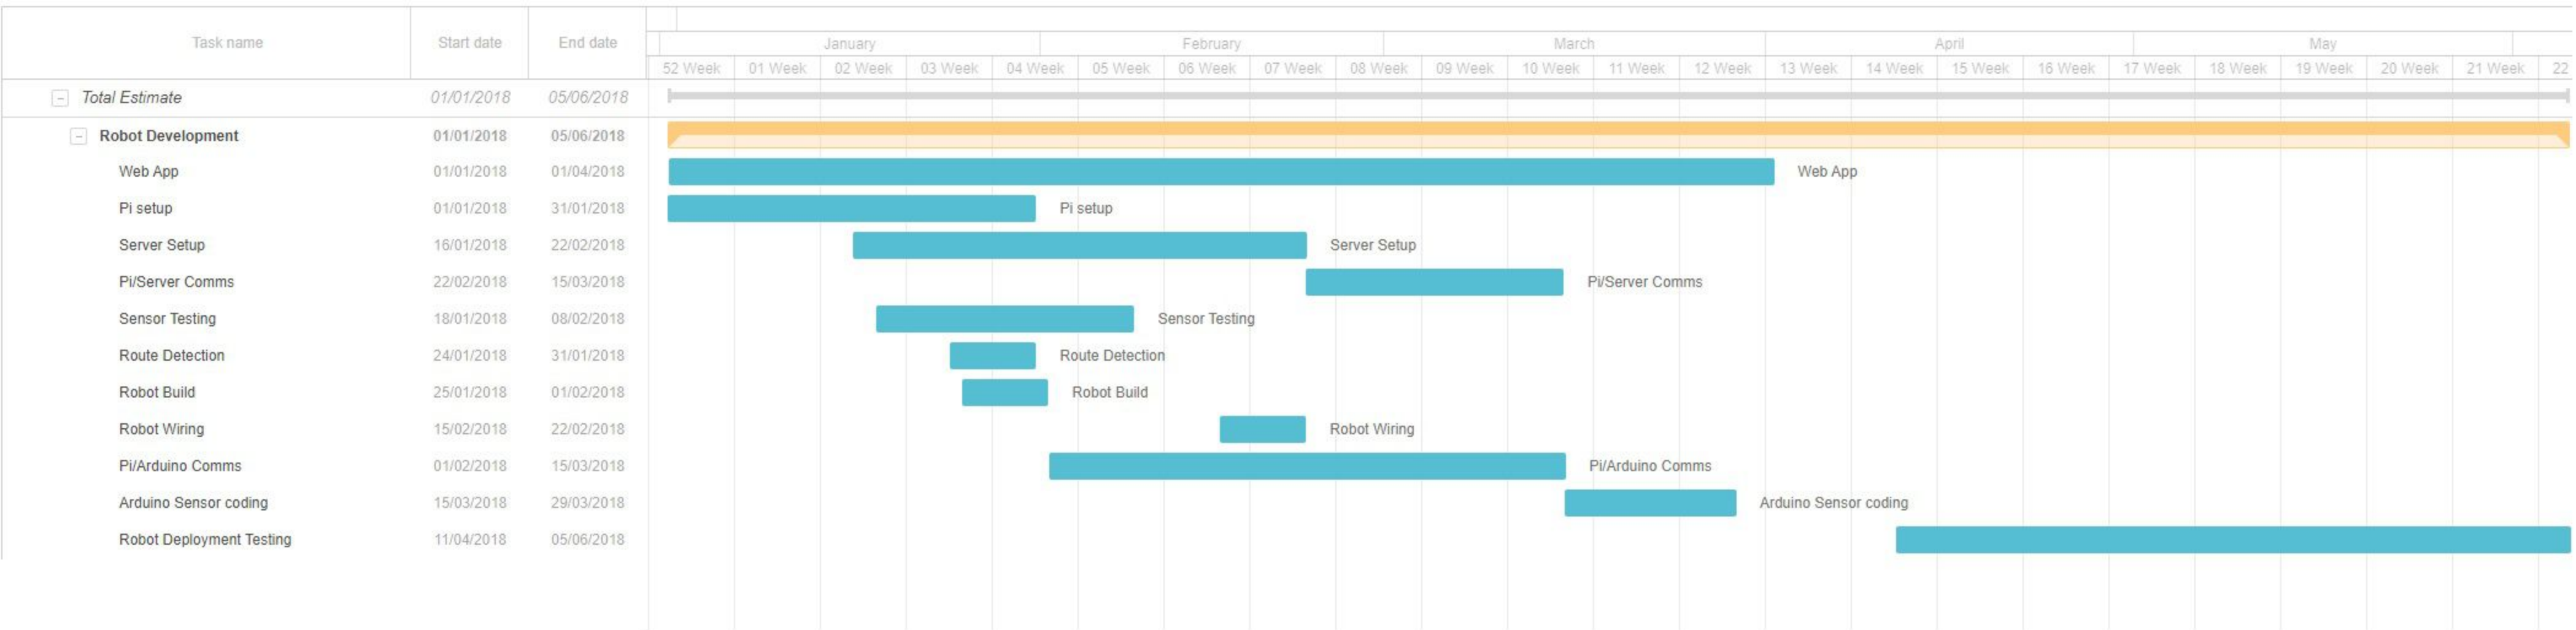 Task name Start date End date
January February March April May
52 Week 01 Week 02 Week 03 Week 04 Week 05 Week 06 Week 07 Week 08 Week 09 Week 10 Week 11 Week 12 Week 13 Week 14 Week 15 Week 16 Week 17 Week 18 Week 19 Week 20 Week 21 Week 22
Total Estimate 01/01/2018 05/06/2018
Robot Development 01/01/2018 05/06/2018
Web App 01/01/2018 01/04/2018 Web App
Pi setup 01/01/2018 31/01/2018 Pi setup
Server Setup 16/01/2018 22/02/2018 Server Setup
Pi/Server Comms 22/02/2018 15/03/2018 Pi/Server Comms
Sensor Testing 18/01/2018 08/02/2018 Sensor Testing
Route Detection 24/01/2018 31/01/2018 Route Detection
Robot Build 25/01/2018 01/02/2018 Robot Build
Robot Wiring 15/02/2018 22/02/2018 Robot Wiring
Pi/Arduino Comms 01/02/2018 15/03/2018 Pi/Arduino Comms
Arduino Sensor coding 15/03/2018 29/03/2018 Arduino Sensor coding
Robot Deployment Testing 11/04/2018 05/06/2018